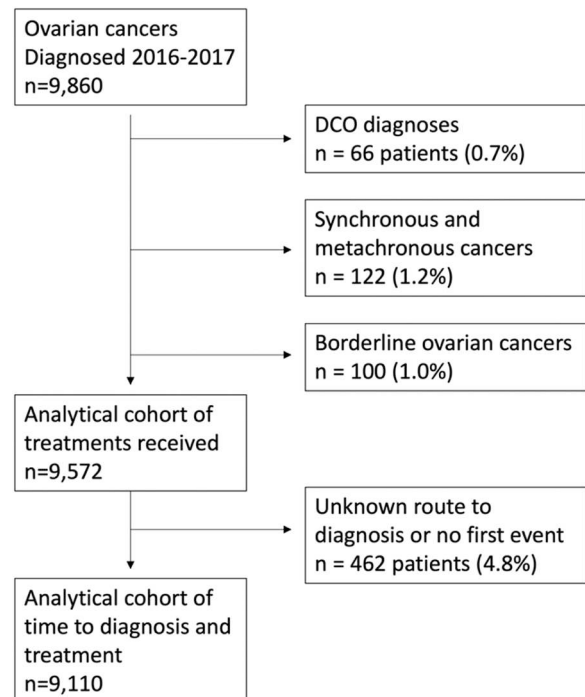 Ovarian cancers
Diagnosed 2016-2017
n=9,860
DCO diagnoses
n = 66 patients (0.7%)
Synchronous and
metachronous cancers
n = 122 (1.2%)
Borderline ovarian cancers
n = 100 (1.0%)
Analytical cohort of
treatments received
n=9,572
Unknown route to
diagnosis or no first event
n = 462 patients (4.8%)
Analytical cohort of
time to diagnosis and
treatment
n=9,110